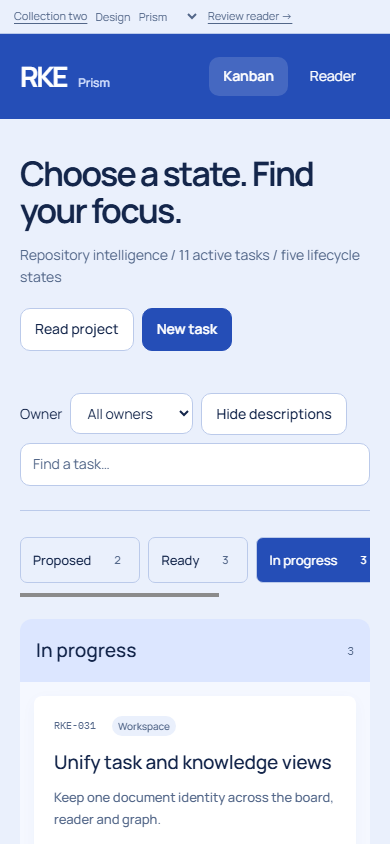 Collection two Design Prism Review reader →
RKE Prism Kanban Reader
Choose a state. Find
your focus.
Repository intelligence / 11 active tasks / five lifecycle
states
Read project New task
Owner All owners Hide descriptions
Find a task…
Proposed 2 Ready 3 In progress 3
In progress 3
RKE-031 Workspace
Unify task and knowledge views
Keep one document identity across the board,
reader and graph.